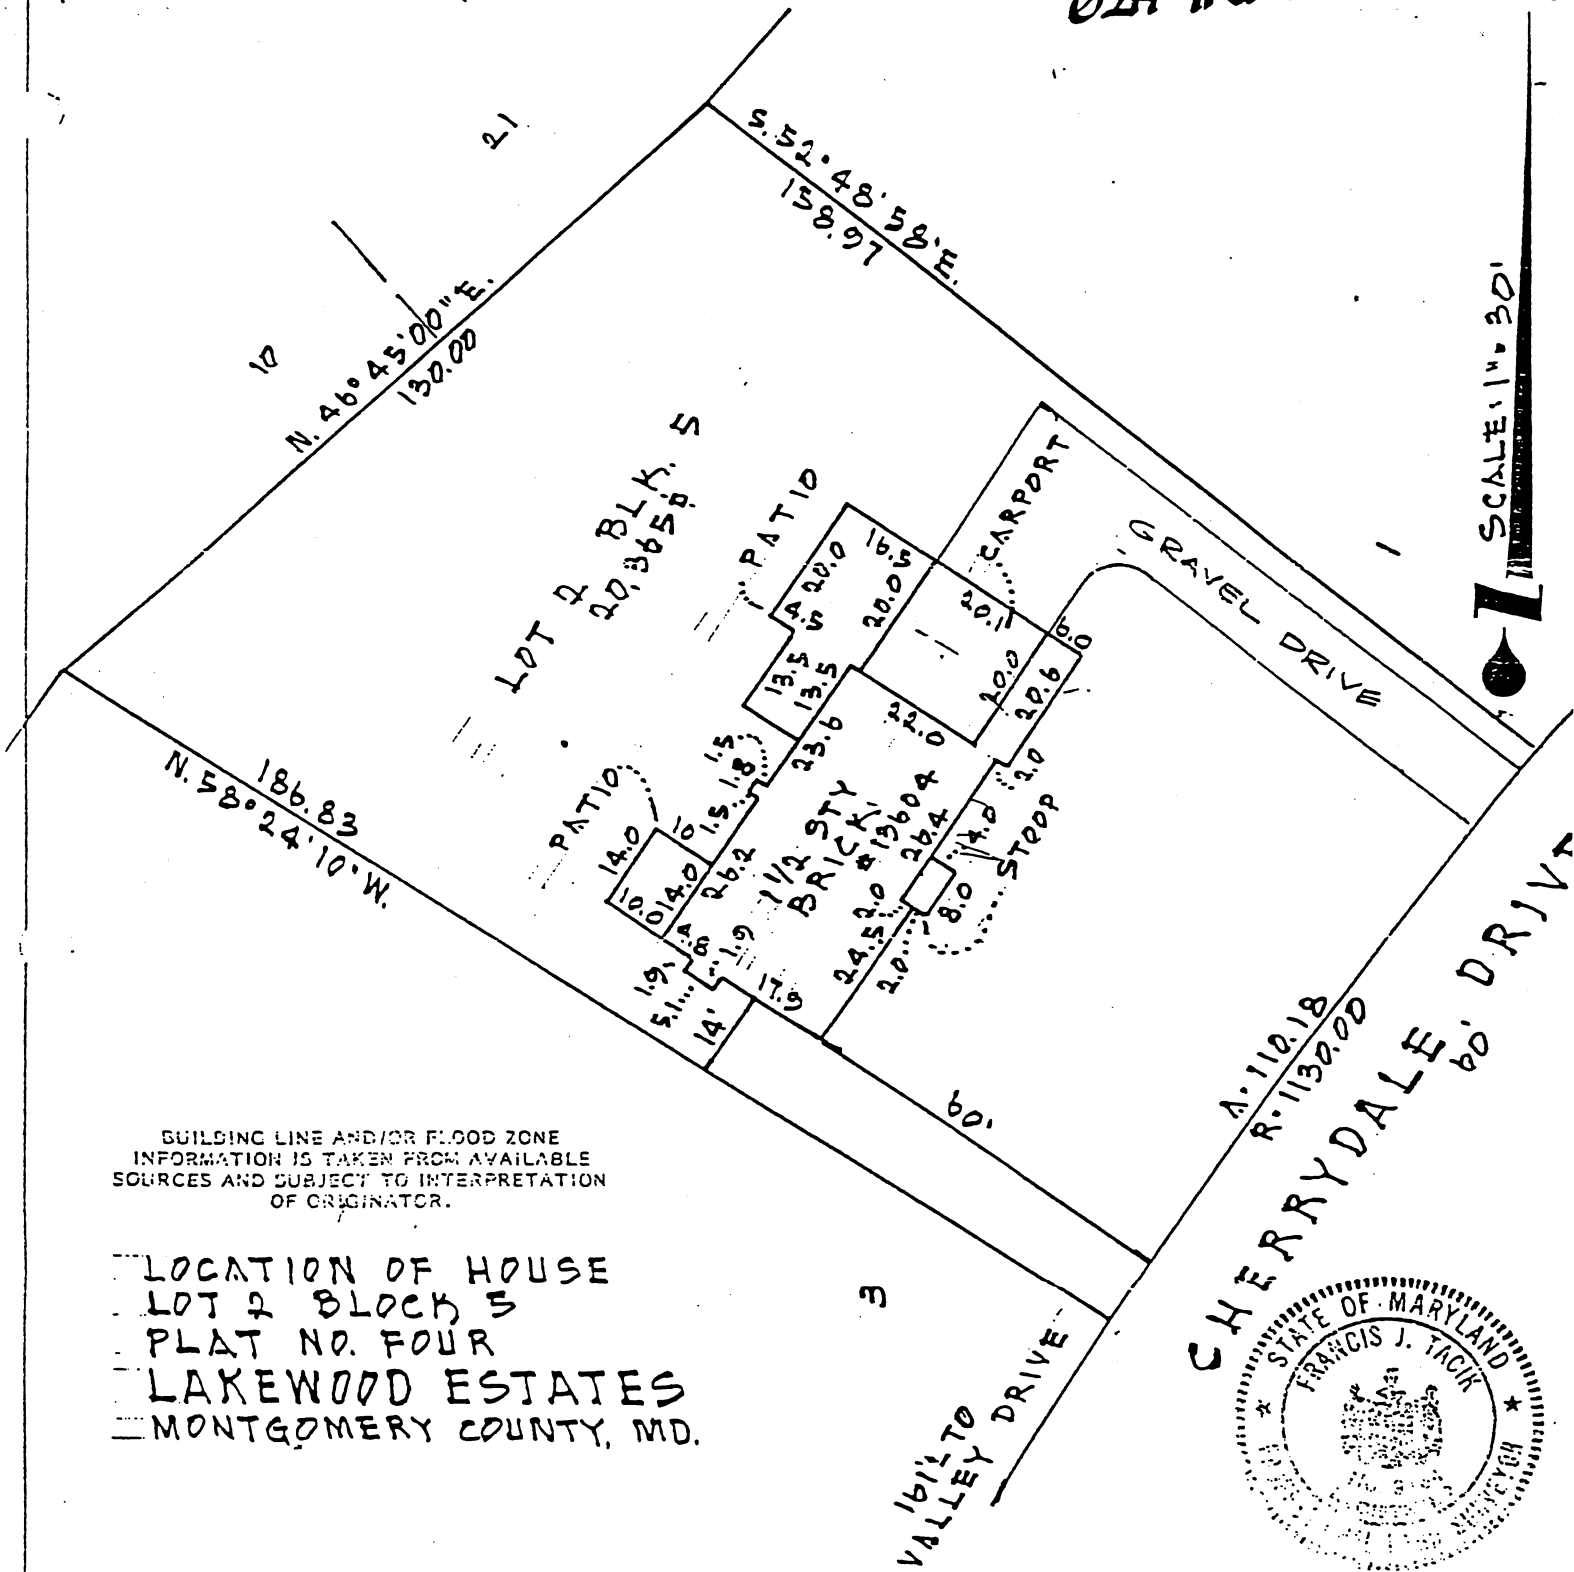 21
S. 52° 48' 58" E.
158.97
N. 46° 45' 00" E.
130.00
10
SCALE: 1" = 30'
LOT 2 BLK. 5
20,365
PATIO
16.5
20.0
4.5
20.0
13.5
13.5
CARPORT
20.1
6.0
20.0
20.6
22.0
GRAVEL DRIVE
1
23.6
1.5
1.8
1.5
2.0
PATIO
10
14.0
14.0
10.0
26.2
1 1/2 STY
BRICK
#13604
26.4
4.0
STOOP
2.0
8.0
24.5
2.0
4.8
1.9
1.9
5.1
17.9
14'
186.83
N. 58° 24' 10" W.
60'
A=110.18
R=1130.00
CHERRYDALE DRIVE
60'
3
161'± TO
VALLEY DRIVE
BUILDING LINE AND/OR FLOOD ZONE
INFORMATION IS TAKEN FROM AVAILABLE
SOURCES AND SUBJECT TO INTERPRETATION
OF ORIGINATOR.
LOCATION OF HOUSE
LOT 2 BLOCK 5
PLAT NO. FOUR
LAKEWOOD ESTATES
MONTGOMERY COUNTY, MD.
STATE OF MARYLAND
FRANCIS J. TACIK
SURVEYOR